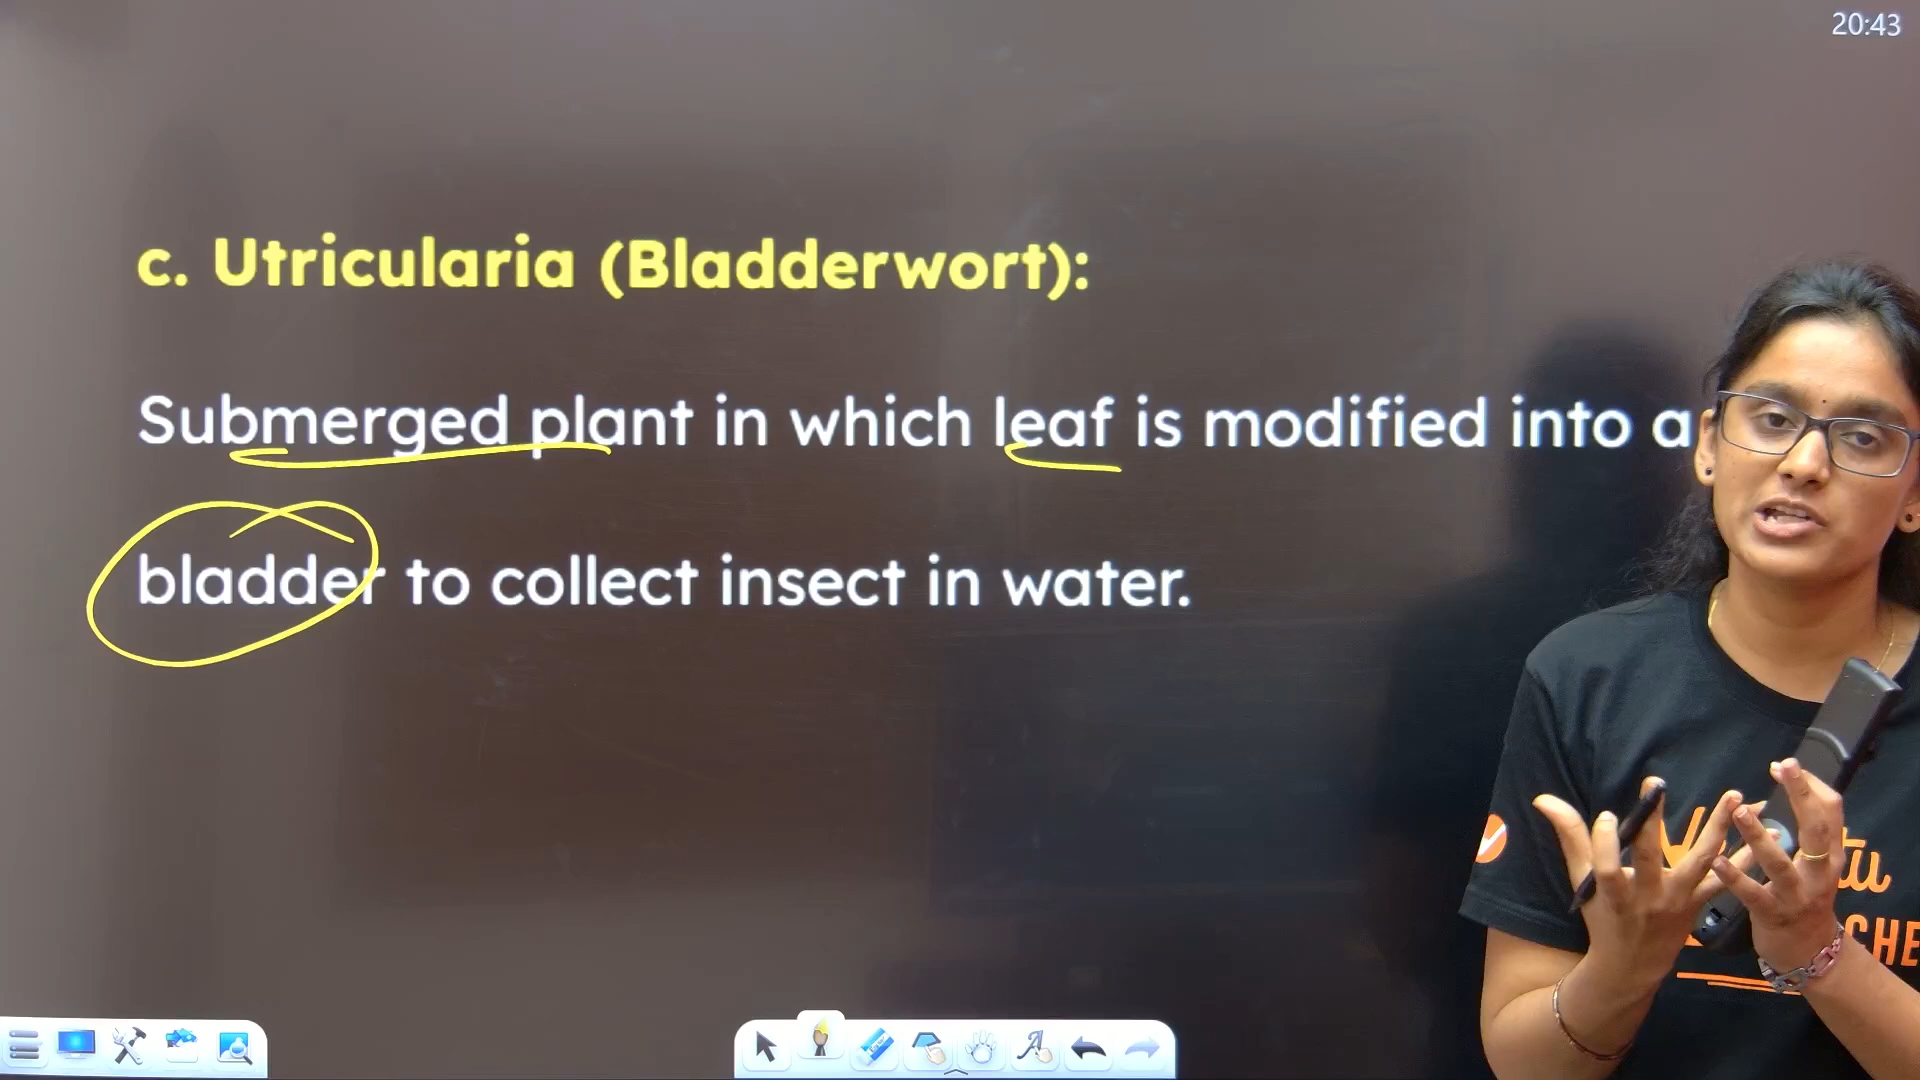 20:43
c. Utricularia (Bladderwort):
Submerged plant in which leaf is modified into a
bladder to collect insect in water.